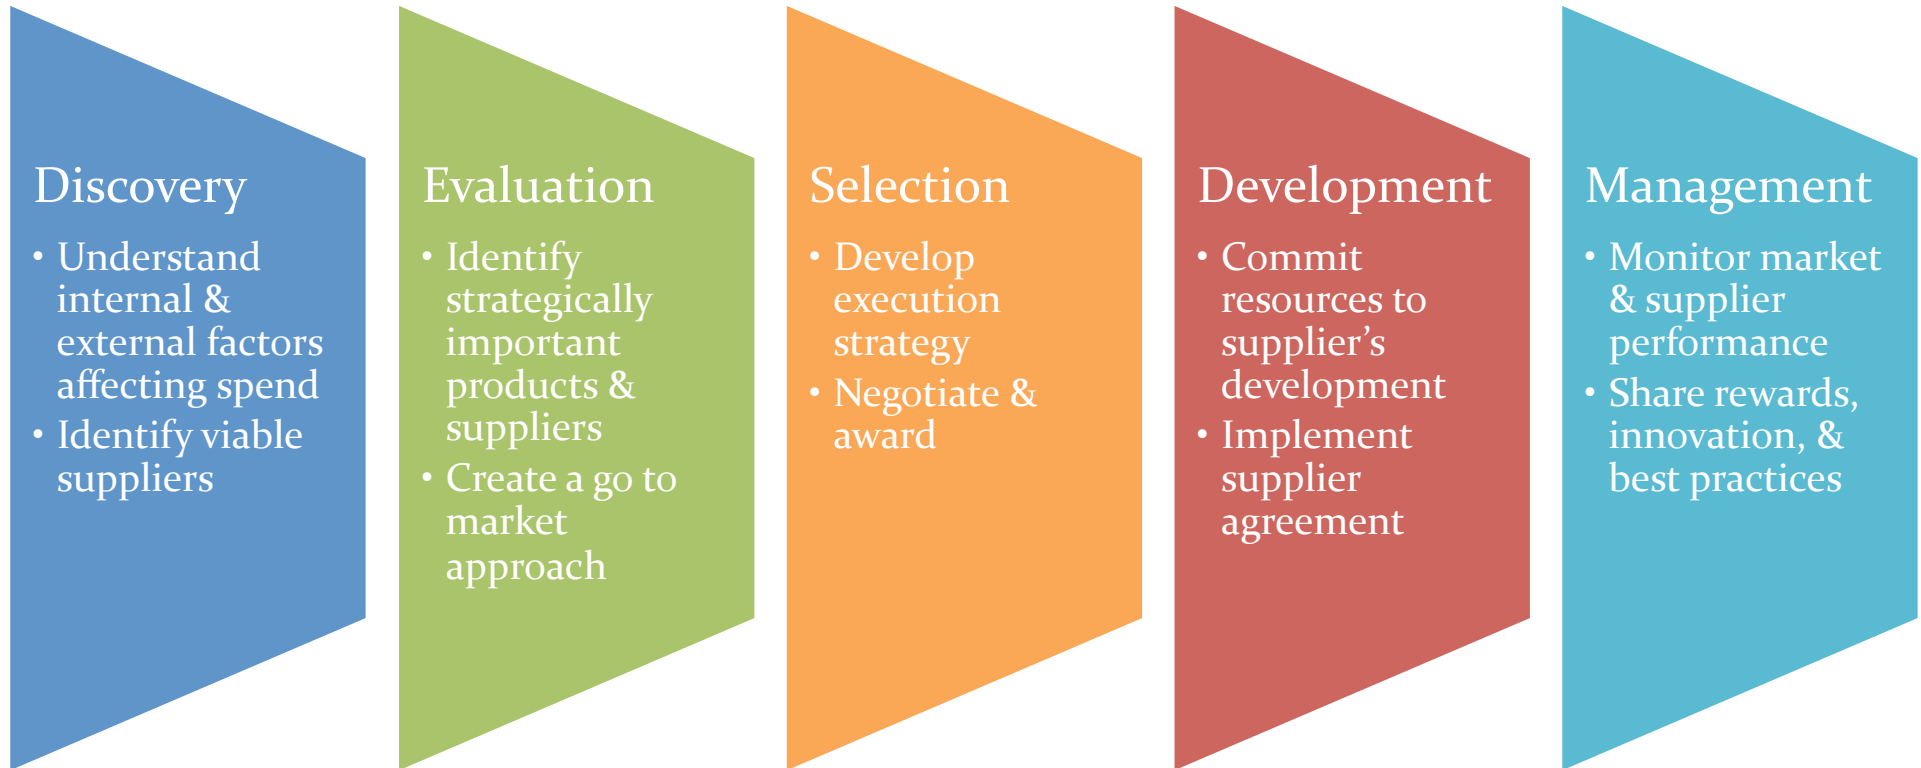 Discovery
• Understand
internal &
external factors
affecting spend
• Identify viable
suppliers
Evaluation
• Identify
strategically
important
products &
suppliers
• Create a go to
market
approach
Selection
• Develop
execution
strategy
• Negotiate &
award
Development
• Commit
resources to
supplier’s
development
• Implement
supplier
agreement
Management
• Monitor market
& supplier
performance
• Share rewards,
innovation, &
best practices